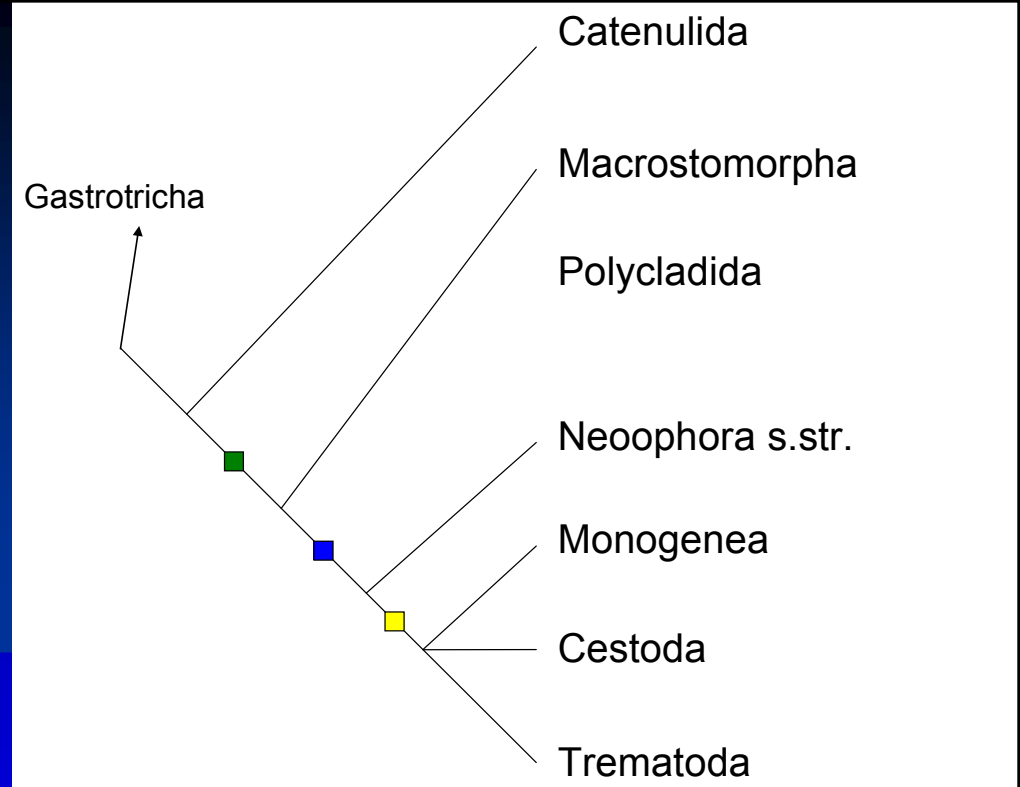 Catenulida
Macrostomorpha
Gastrotricha
Polycladida
Neoophora s.str.
Monogenea
Cestoda
Trematoda